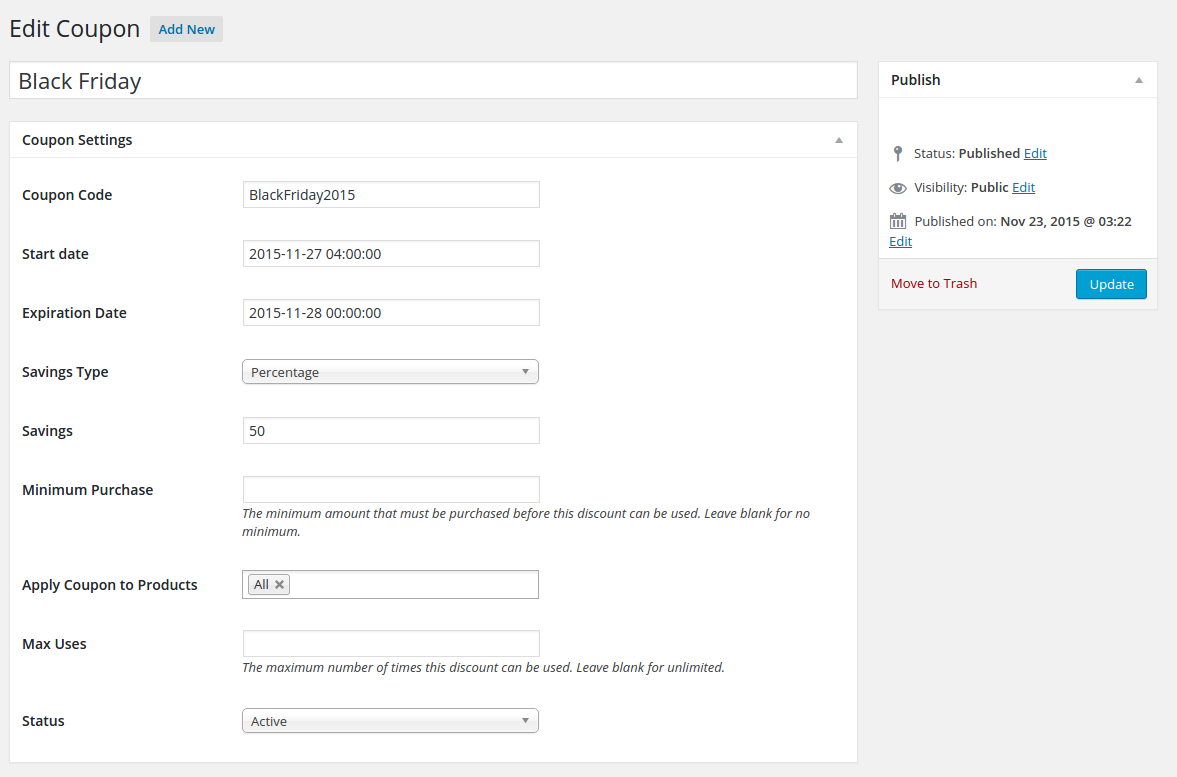 Edit Coupon Add New
Black Friday
Coupon Settings
Coupon Code BlackFriday2015
Start date 2015-11-27 04:00:00
Expiration Date 2015-11-28 00:00:00
Savings Type Percentage
Savings 50
Minimum Purchase
The minimum amount that must be purchased before this discount can be used. Leave blank for no
minimum.
Apply Coupon to Products All
Max Uses
The maximum number of times this discount can be used. Leave blank for unlimited.
Status Active
Publish
Status: Published Edit
Visibility: Public Edit
Published on: Nov 23, 2015 @ 03:22
Edit
Move to Trash Update